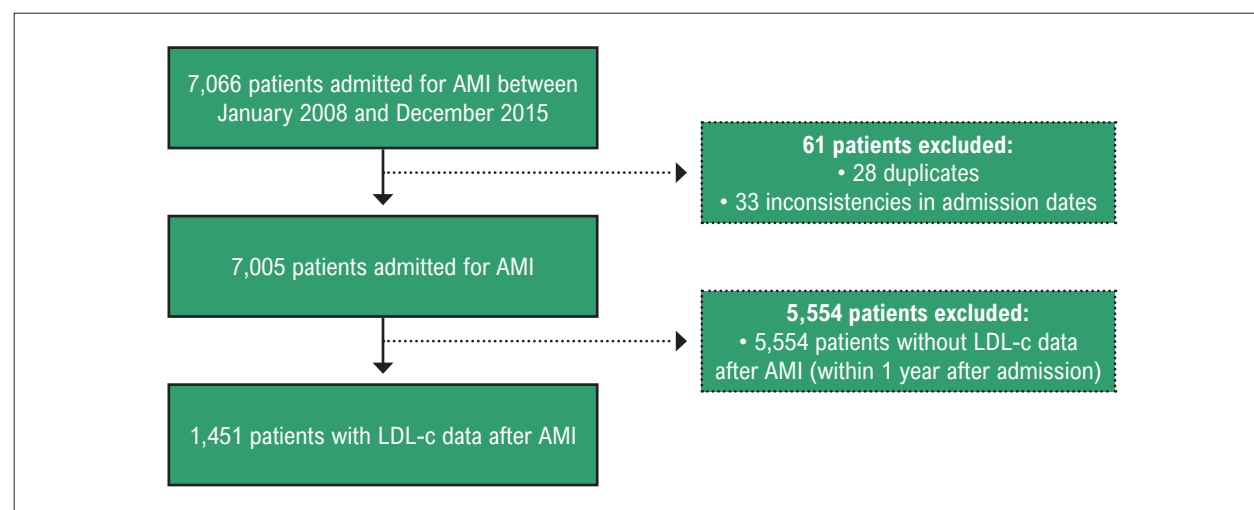 7,066 patients admitted for AMI between
January 2008 and December 2015
61 patients excluded:
• 28 duplicates
• 33 inconsistencies in admission dates
7,005 patients admitted for AMI
5,554 patients excluded:
• 5,554 patients without LDL-c data
after AMI (within 1 year after admission)
1,451 patients with LDL-c data after AMI